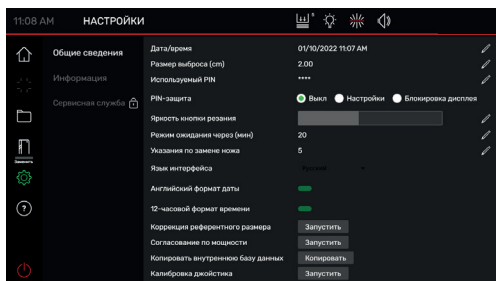 11:08 AM НАСТРОЙКИ
Общие сведения
Информация
Сервисная служба
Заменить
Дата/время 01/10/2022 11:07 AM
Размер выброса (cm) 2.00
Используемый PIN ****
PIN-защита Выкл Настройки Блокировка дисплея
Яркость кнопки резания
Режим ожидания через (мин) 20
Указания по замене ножа 5
Язык интерфейса Русский
Английский формат даты
12-часовой формат времени
Коррекция референтного размера Запустить
Согласование по мощности Запустить
Копировать внутреннюю базу данных Копировать
Калибровка джойстика Запустить